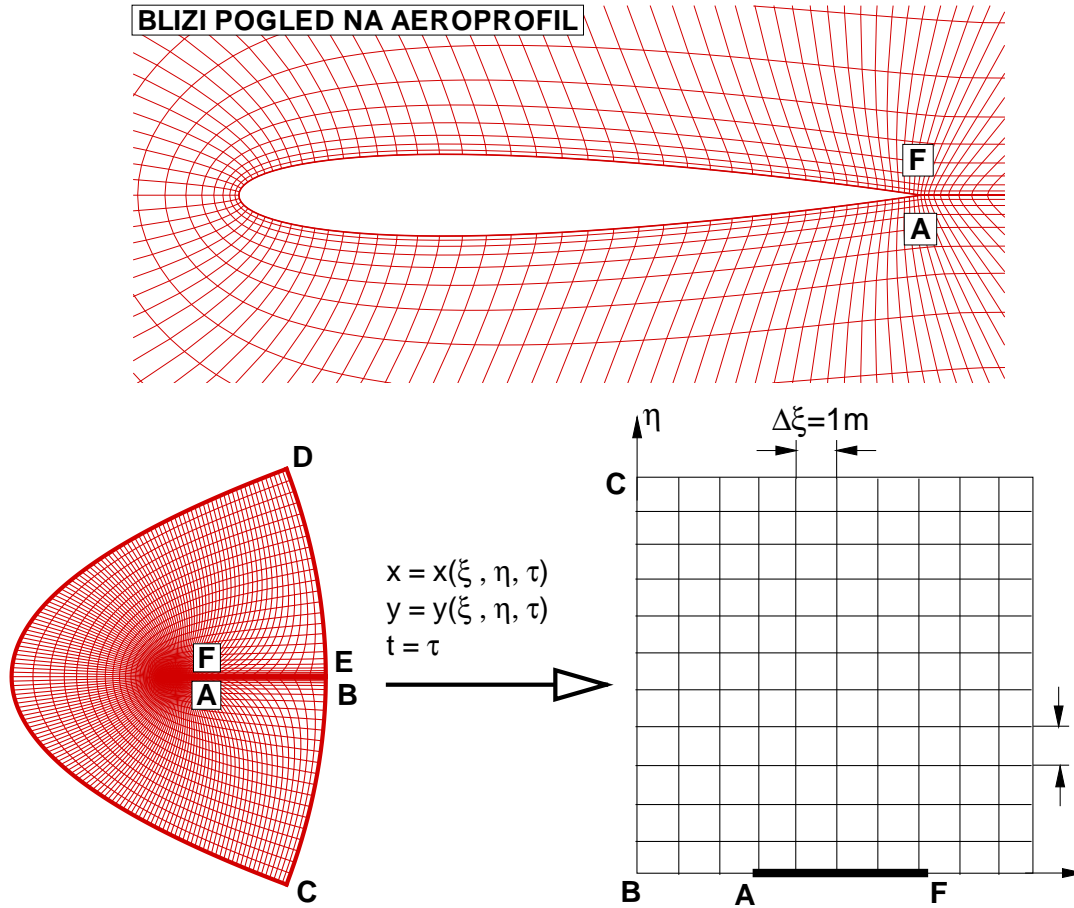 BLIZI POGLED NA AEROPROFIL
F
A
D
F
A
E
B
C
x = x(ξ , η, τ)
y = y(ξ , η, τ)
t = τ
η
Δξ=1m
C
B
A
F